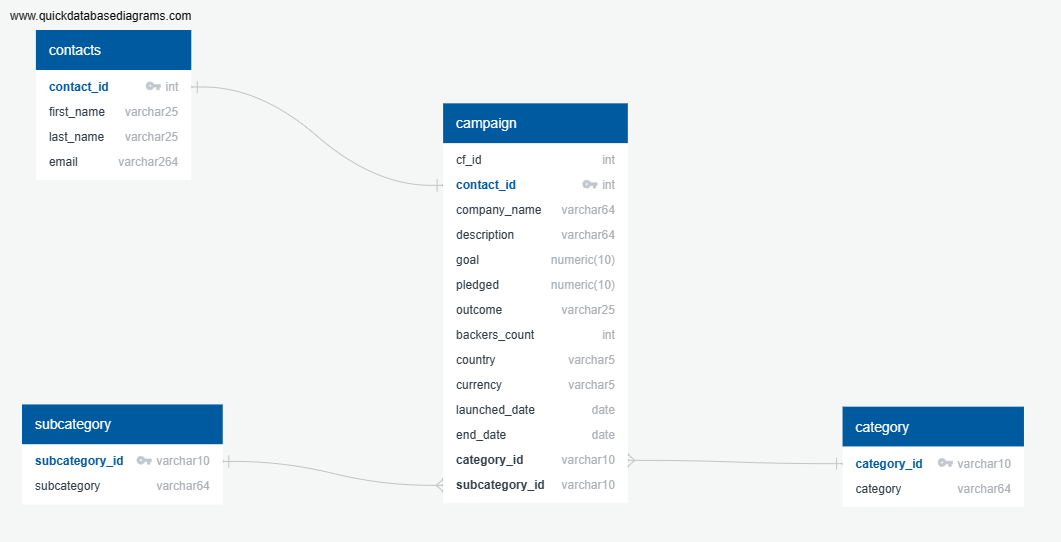 www.quickdatabasediagrams.com
contacts
contact_id int
first_name varchar25
last_name varchar25
email varchar264
campaign
cf_id int
contact_id int
company_name varchar64
description varchar64
goal numeric(10)
pledged numeric(10)
outcome varchar25
backers_count int
country varchar5
currency varchar5
launched_date date
end_date date
category_id varchar10
subcategory_id varchar10
subcategory
subcategory_id varchar10
subcategory varchar64
category
category_id varchar10
category varchar64